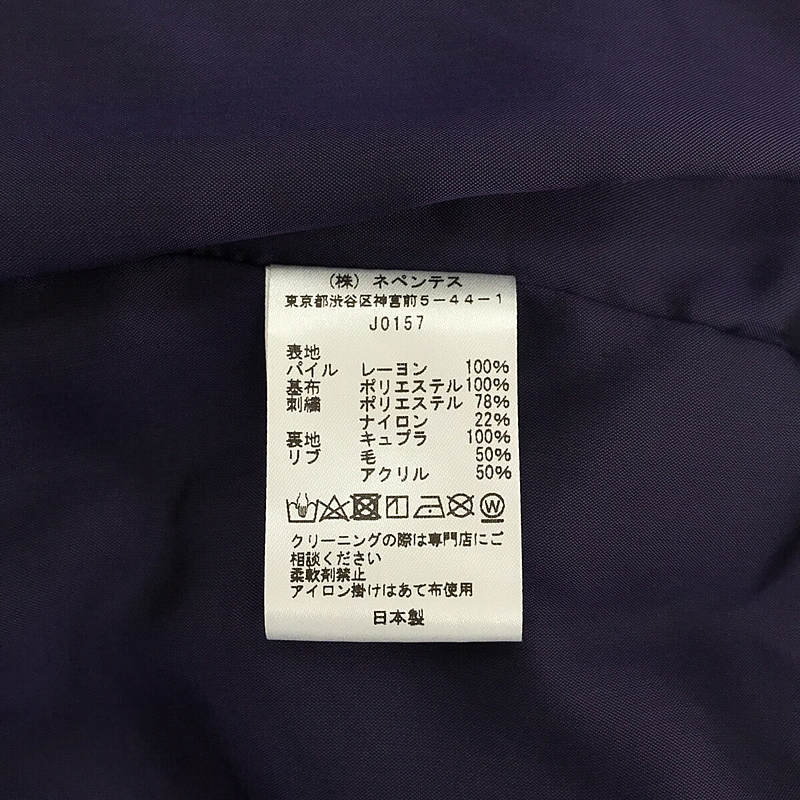 (株) ネペンテス
東京都渋谷区神宮前5-44-1
J0157
表地
パイル レーヨン 100%
基布 ポリエステル 100%
刺繍 ポリエステル 78%
ナイロン 22%
裏地 キュプラ 100%
リブ 毛 50%
アクリル 50%
W
クリーニングの際は専門店にご
相談ください
柔軟剤禁止
アイロン掛けはあて布使用
日本製